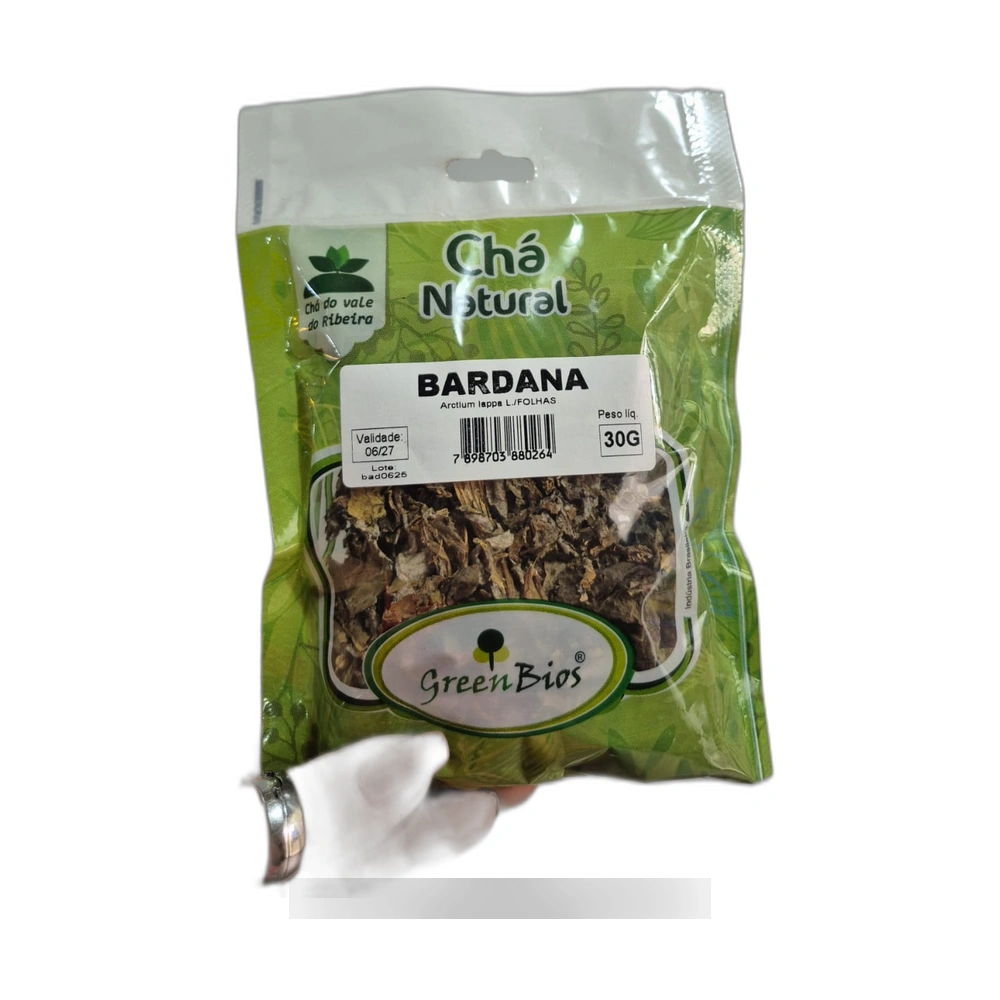 Chá
Natural
Chá do vale
do Ribeira
BARDANA
Arctium lappa L./FOLHAS
Validade:
06/27
Lote:
bad0625
7 898703 880264
Peso líq.
30G
Indústria
GreenBios®